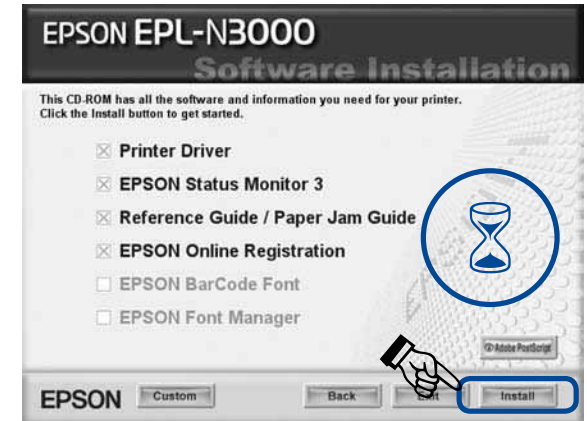 EPSON EPL-N3000
Software Installation
This CD-ROM has all the software and information you need for your printer.
Click the Install button to get started.
Printer Driver
EPSON Status Monitor 3
Reference Guide / Paper Jam Guide
EPSON Online Registration
EPSON BarCode Font
EPSON Font Manager
Adobe PostScript
EPSON Custom Back Exit Install